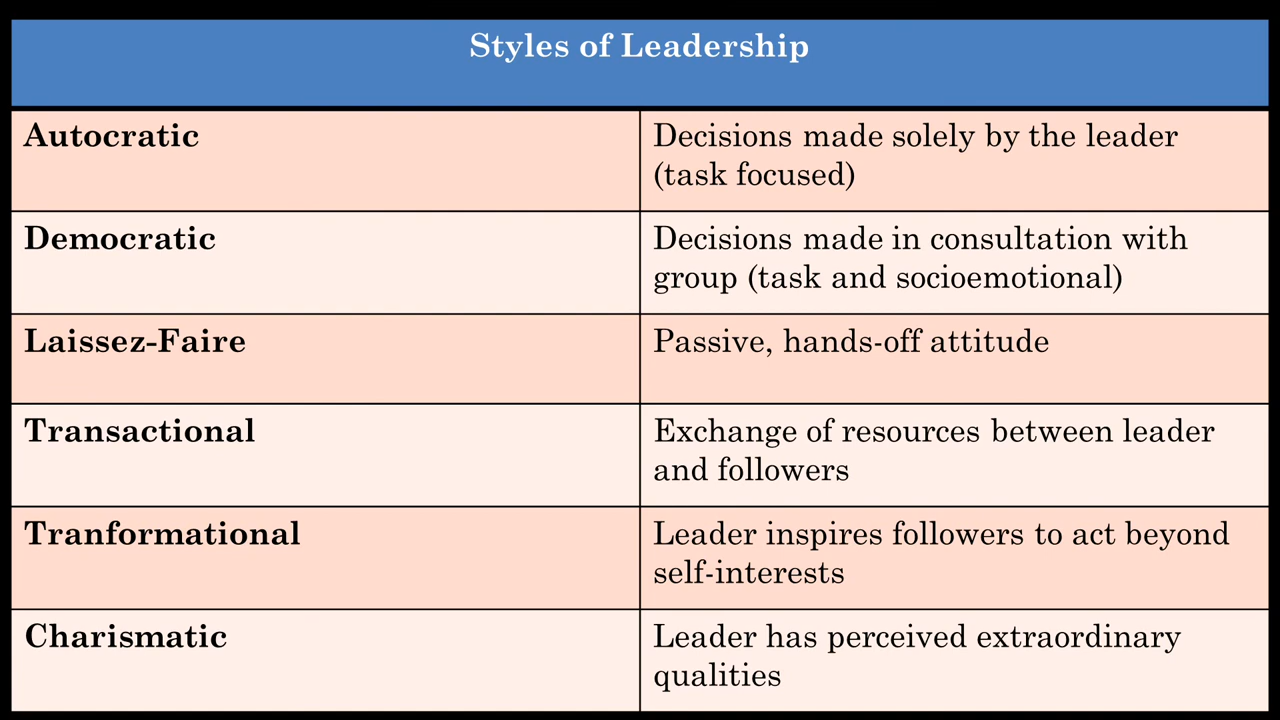 Styles of Leadership
Autocratic
Decisions made solely by the leader
(task focused)
Democratic
Decisions made in consultation with
group (task and socioemotional)
Laissez-Faire
Passive, hands-off attitude
Transactional
Exchange of resources between leader
and followers
Tranformational
Leader inspires followers to act beyond
self-interests
Charismatic
Leader has perceived extraordinary
qualities